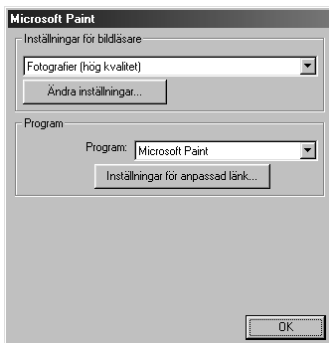 Microsoft Paint
Inställningar för bildläsare
Fotografier (hög kvalitet)
Ändra inställningar...
Program
Program: Microsoft Paint
Inställningar för anpassad länk...
OK